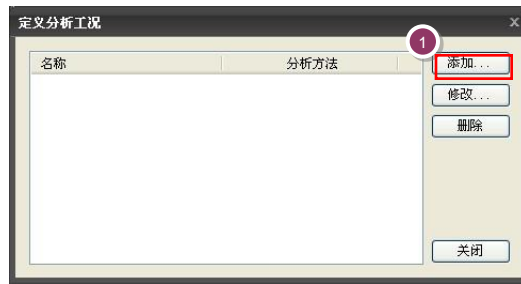 定义分析工况 x
1
名称 分析方法 添加...
修改...
删除
关闭